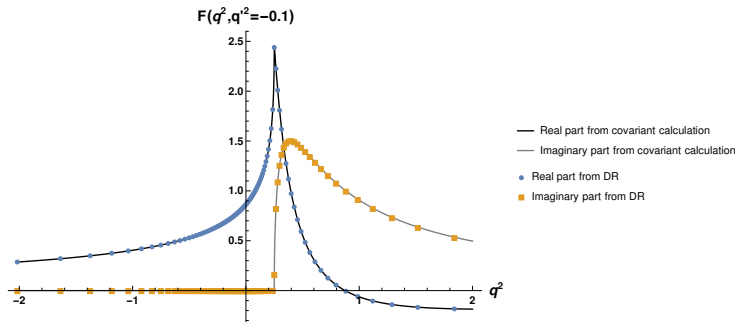 F(q²,q'²=−0.1)
2.5
2.0
1.5
1.0
0.5
−2 −1 1 2 q²
Real part from covariant calculation
Imaginary part from covariant calculation
Real part from DR
Imaginary part from DR